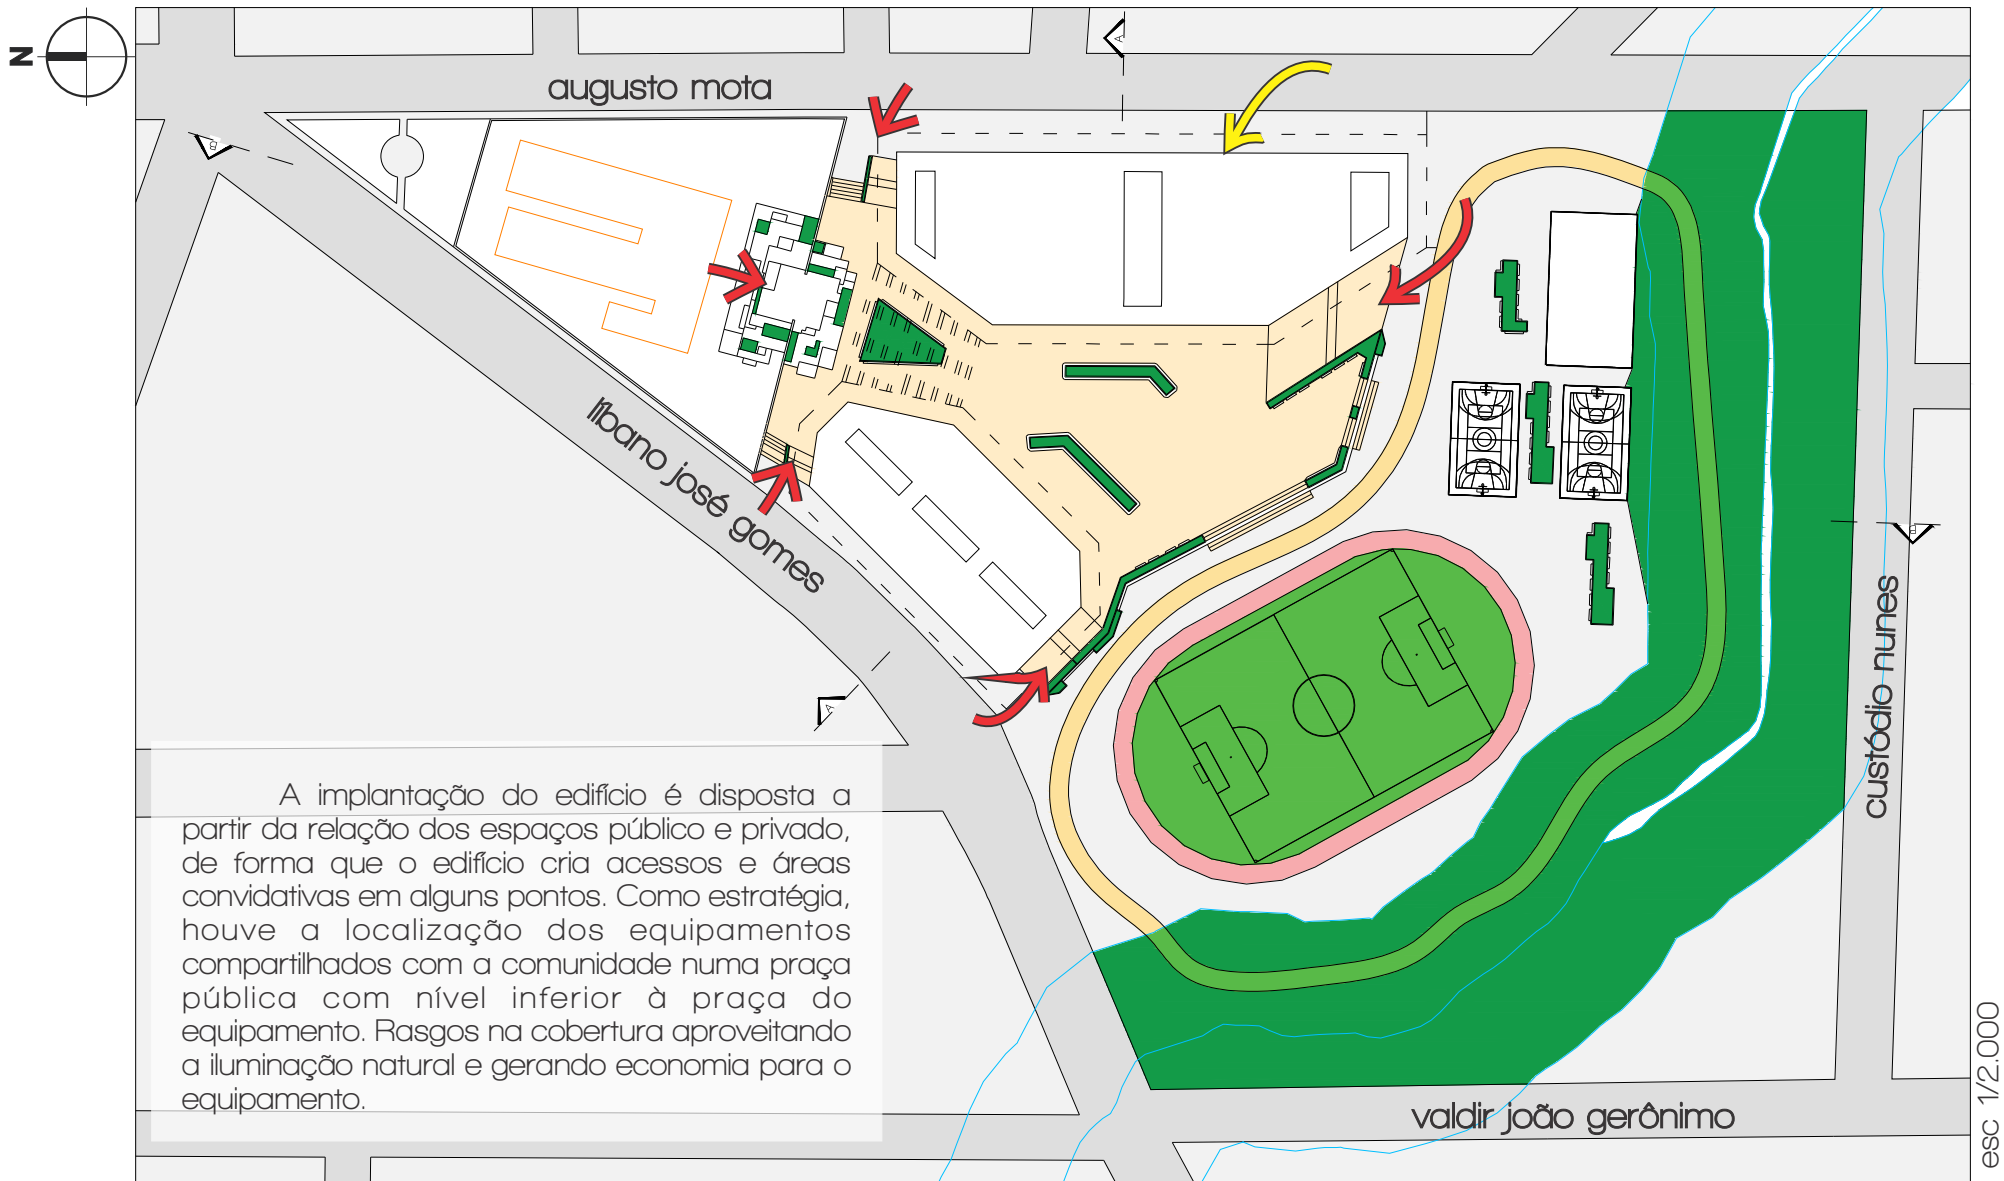 N
augusto mota
A
B
líbano josé gomes
B
custódio nunes
A
A implantação do edifício é disposta a
partir da relação dos espaços público e privado,
de forma que o edifício cria acessos e áreas
convidativas em alguns pontos. Como estratégia,
houve a localização dos equipamentos
compartilhados com a comunidade numa praça
pública com nível inferior à praça do
equipamento. Rasgos na cobertura aproveitando
a iluminação natural e gerando economia para o
equipamento.
valdir joão gerônimo
esc 1/2.000